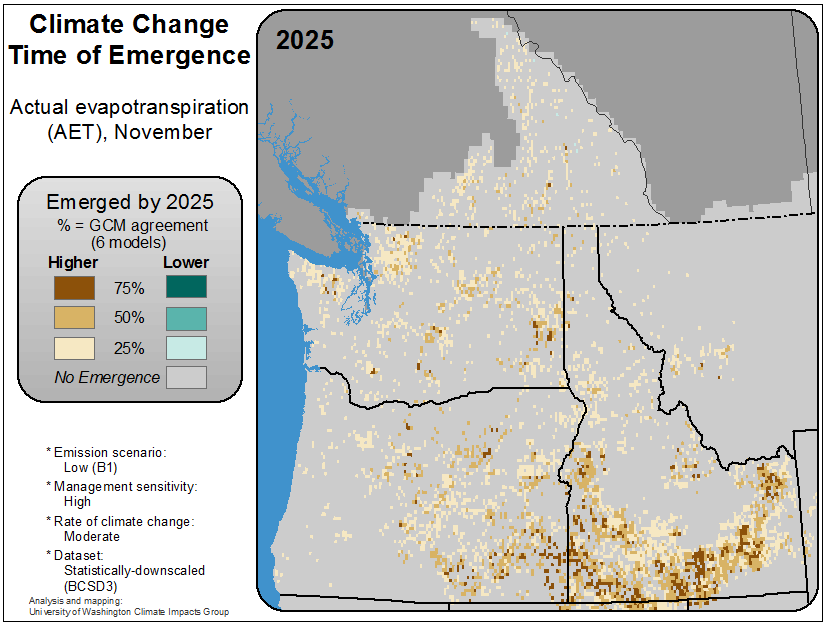 Climate Change
Time of Emergence
Actual evapotranspiration
(AET), November
Emerged by 2025
% = GCM agreement
(6 models)
Higher Lower
75%
50%
25%
No Emergence
* Emission scenario:
Low (B1)
* Management sensitivity:
High
* Rate of climate change:
Moderate
* Dataset:
Statistically-downscaled
(BCSD3)
Analysis and mapping:
University of Washington Climate Impacts Group
2025